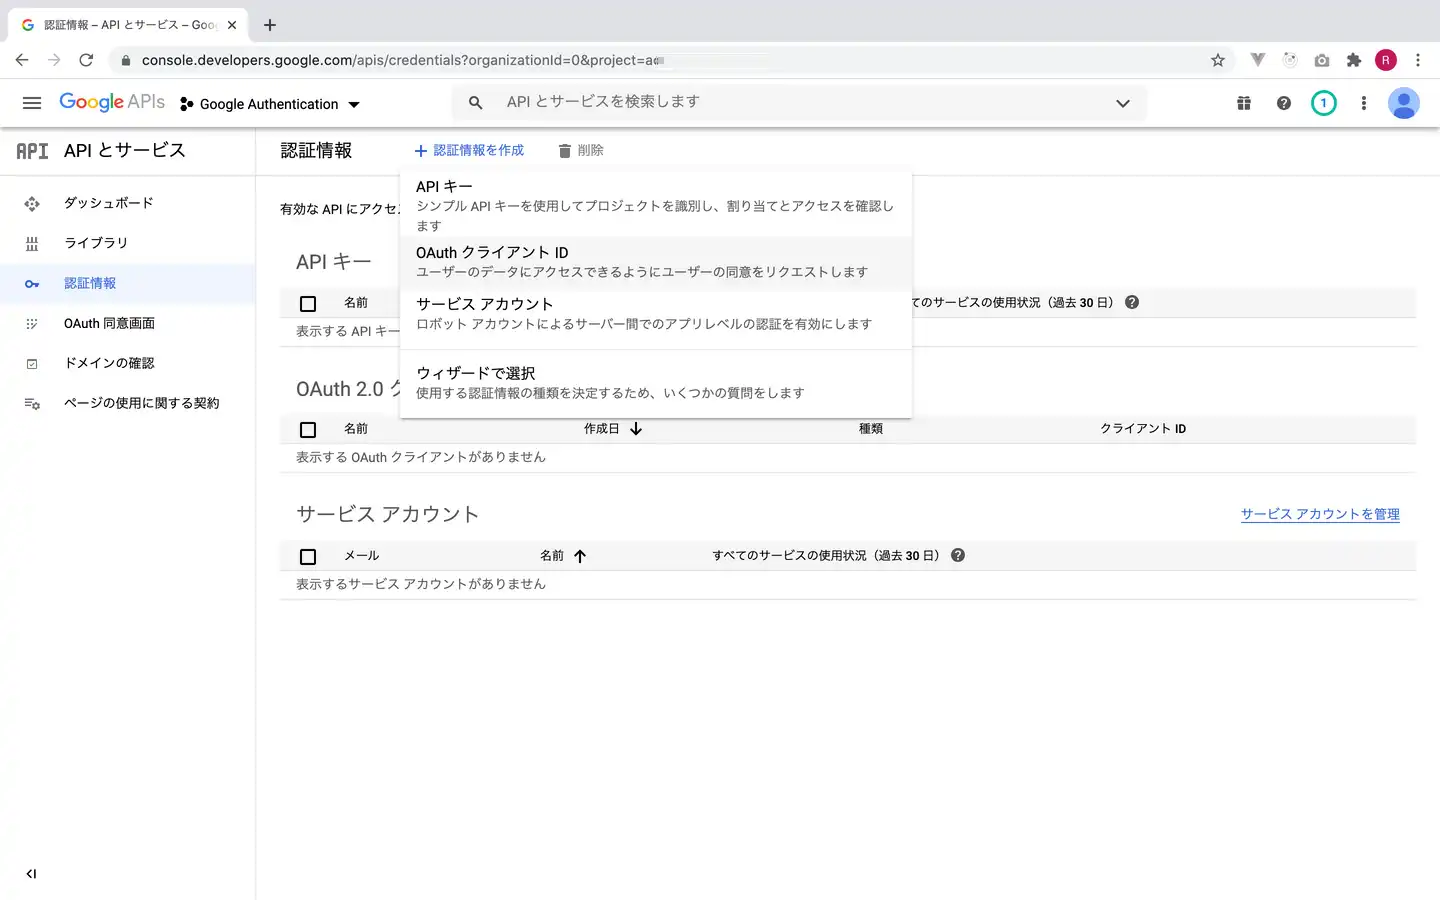 認証情報 – API とサービス – Goo
console.developers.google.com/apis/credentials?organizationId=0&project=a
R
Google APIs
Google Authentication
API とサービスを検索します
1
API API とサービス
認証情報
認証情報を作成
削除
ダッシュボード
ライブラリ
認証情報
OAuth 同意画面
ドメインの確認
ページの使用に関する契約
有効な API にアクセ
API キー
シンプル API キーを使用してプロジェクトを識別し、割り当てとアクセスを確認し
ます
OAuth クライアント ID
ユーザーのデータにアクセスできるようにユーザーの同意をリクエストします
サービス アカウント
ロボット アカウントによるサーバー間でのアプリレベルの認証を有効にします
ウィザードで選択
使用する認証情報の種類を決定するため、いくつかの質問をします
API キー
名前
てのサービスの使用状況（過去 30 日）
表示する API キー
OAuth 2.0 ク
名前 作成日 種類 クライアント ID
表示する OAuth クライアントがありません
サービス アカウント
サービス アカウントを管理
メール 名前 すべてのサービスの使用状況（過去 30 日）
表示するサービス アカウントがありません